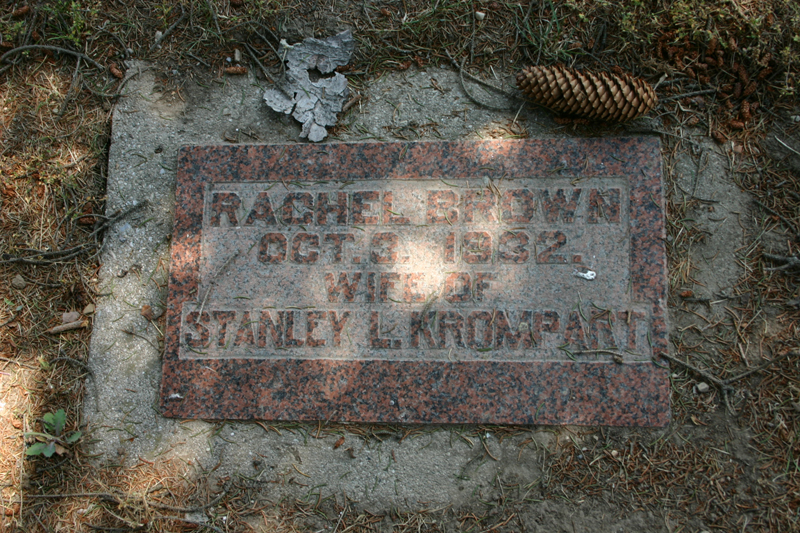 RACHEL BROWN
OCT. 3. 1932.
WIFE OF
STANLEY L. KROMPART